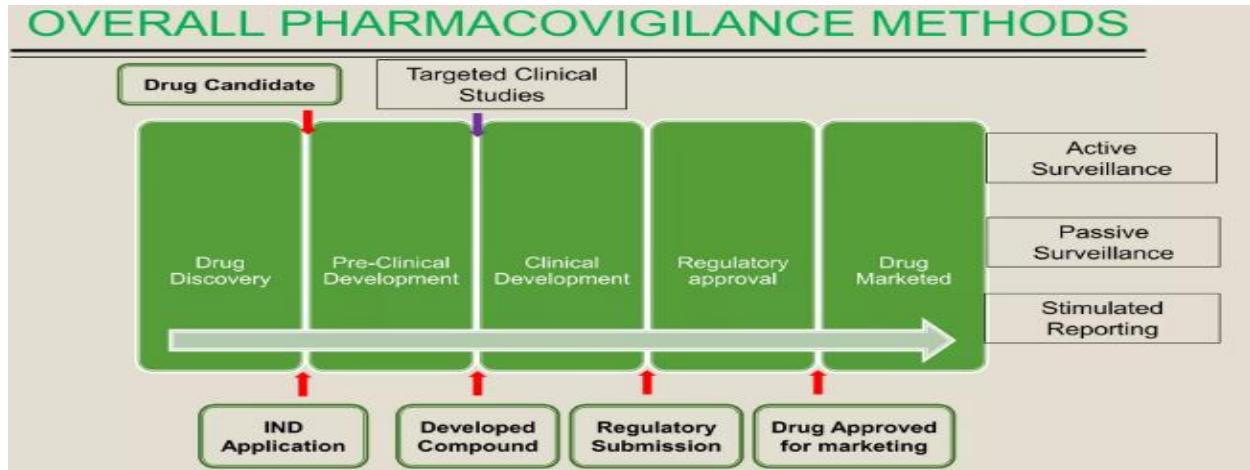 OVERALL PHARMACOVIGILANCE METHODS
Drug Candidate
Targeted Clinical
Studies
Drug
Discovery
Pre-Clinical
Development
Clinical
Development
Regulatory
approval
Drug
Marketed
Active
Surveillance
Passive
Surveillance
Stimulated
Reporting
IND
Application
Developed
Compound
Regulatory
Submission
Drug Approved
for marketing